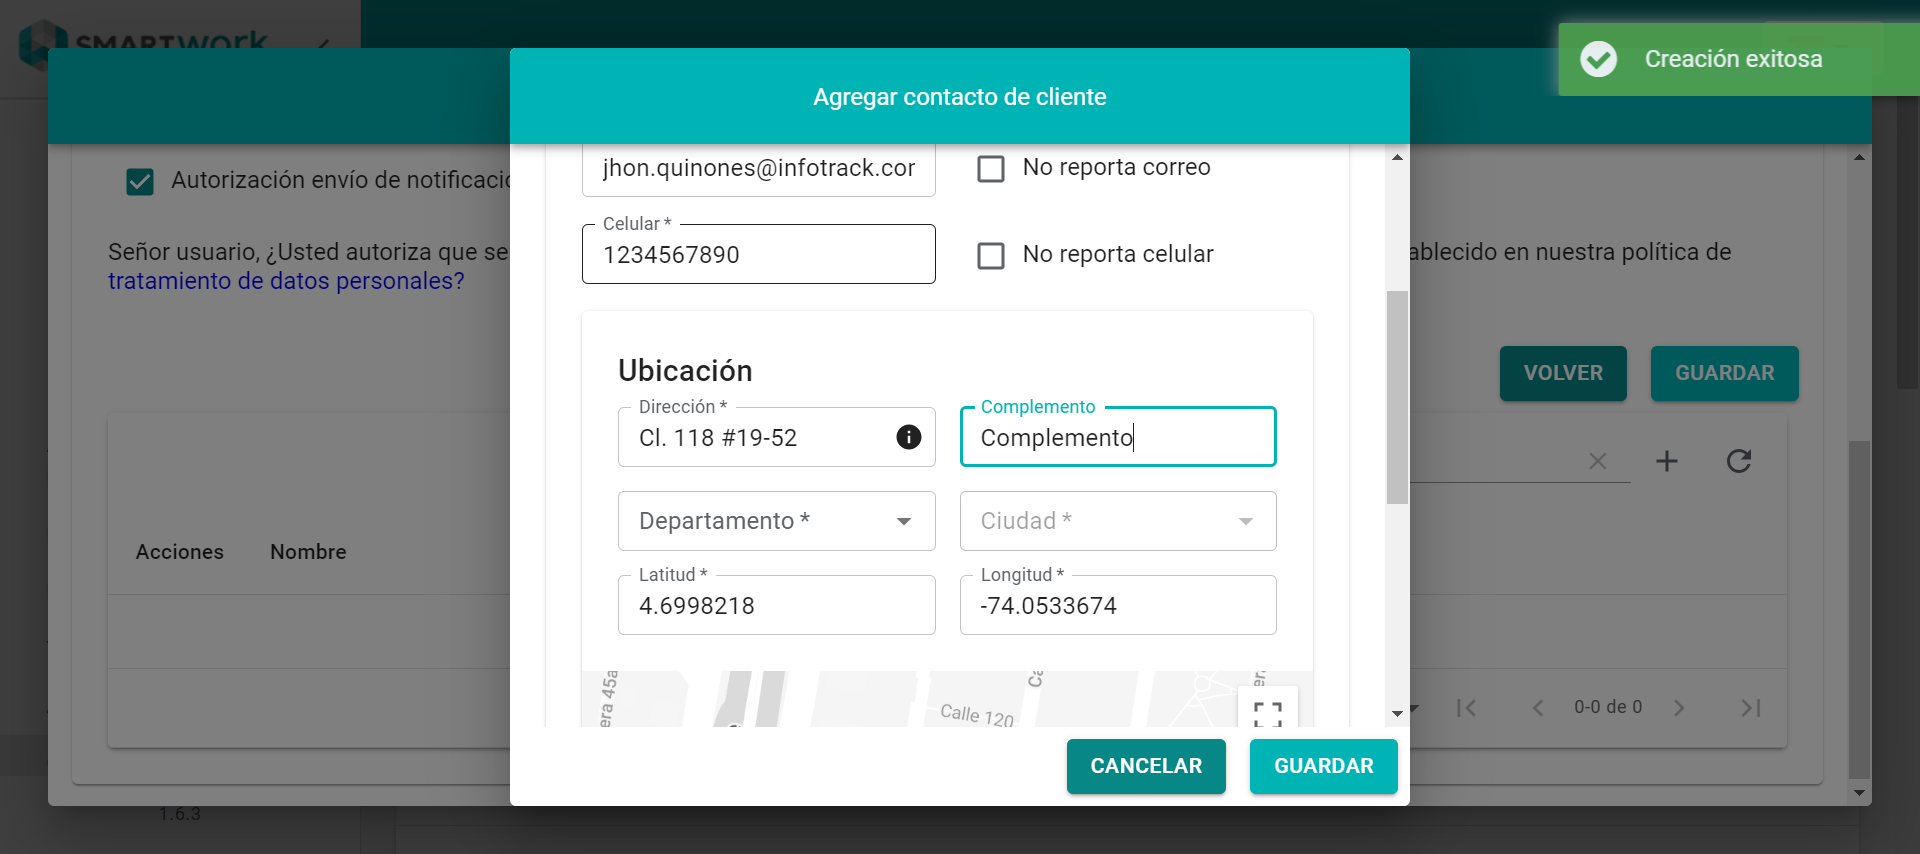 SMARTwork
Creación exitosa
Agregar contacto de cliente
jhon.quinones@infotrack.cor
No reporta correo
Autorización envío de notificacio
Celular *
1234567890
No reporta celular
Señor usuario, ¿Usted autoriza que se
ablecido en nuestra política de
tratamiento de datos personales?
Ubicación
VOLVER
GUARDAR
Dirección *
Cl. 118 #19-52
Complemento
Complemento
Departamento *
Ciudad *
Acciones
Nombre
Latitud *
4.6998218
Longitud *
-74.0533674
era 45a
Calle 120
Ca
0-0 de 0
CANCELAR
GUARDAR
1.6.3